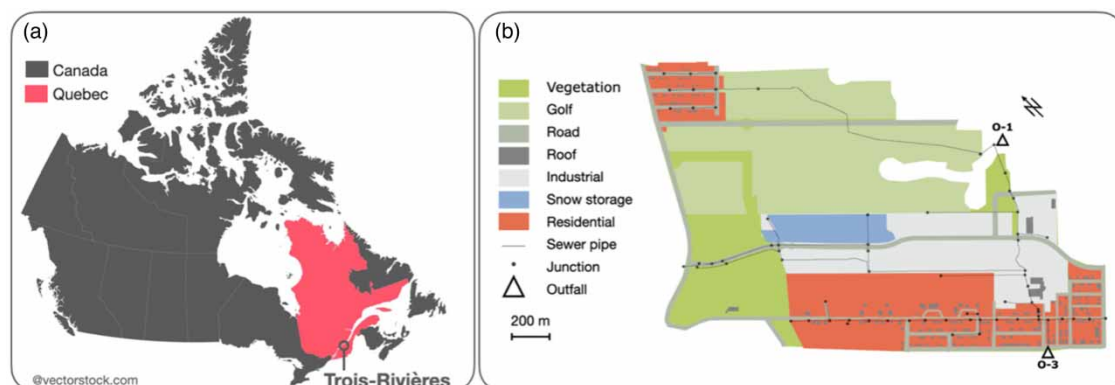 (a)
Canada
Quebec
Trois-Rivières
@vectorstock.com
(b)
Vegetation
Golf
Road
Roof
Industrial
Snow storage
Residential
Sewer pipe
Junction
Outfall
200 m
N
O-1
O-3